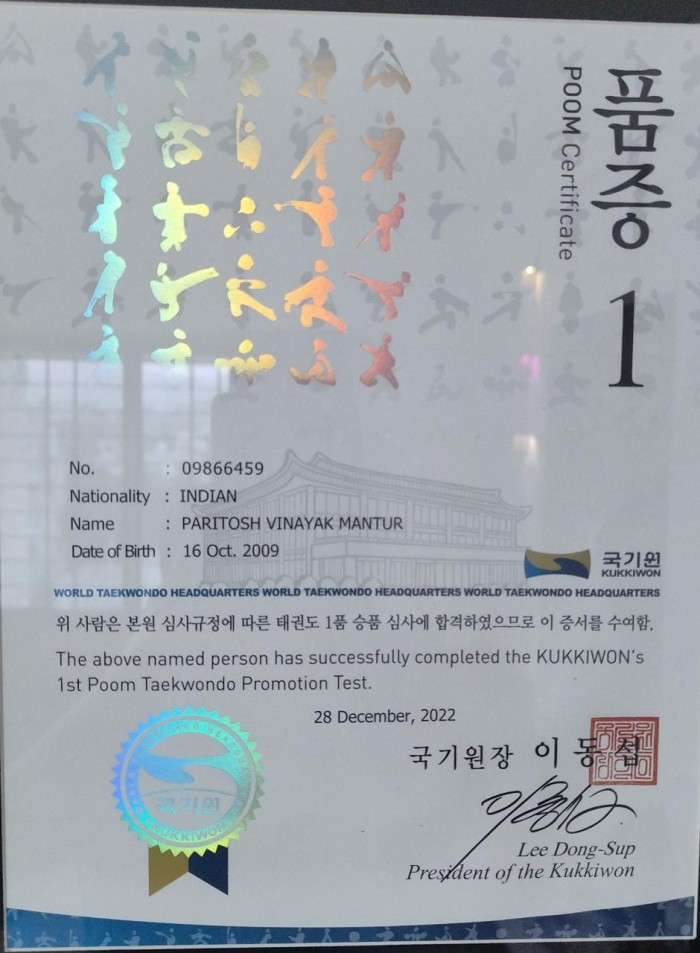 품증
POOM Certificate
1
No. : 09866459
Nationality : INDIAN
Name : PARITOSH VINAYAK MANTUR
Date of Birth : 16 Oct. 2009
국기원
KUKKIWON
WORLD TAEKWONDO HEADQUARTERS WORLD TAEKWONDO HEADQUARTERS WORLD TAEKWONDO HEADQUARTERS
위 사람은 본원 심사규정에 따른 태권도 1품 승품 심사에 합격하였으므로 이 증서를 수여함.
The above named person has successfully completed the KUKKIWON's
1st Poom Taekwondo Promotion Test.
28 December, 2022
국기원장 이동섭
Lee Dong-Sup
President of the Kukkiwon
국기원
KUKKIWON